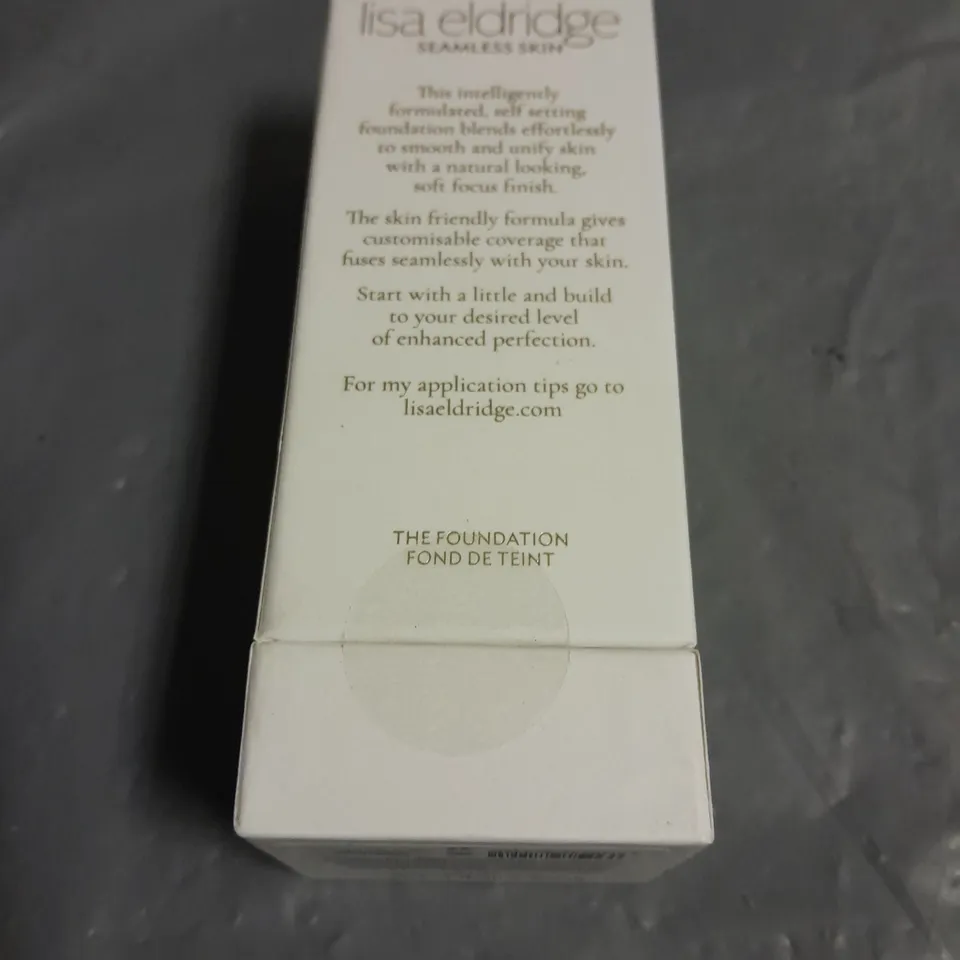 lisa eldridge
SEAMLESS SKIN
This intelligently
formulated, self setting
foundation blends effortlessly
to smooth and unify skin
with a natural looking,
soft focus finish.
The skin friendly formula gives
customisable coverage that
fuses seamlessly with your skin.
Start with a little and build
to your desired level
of enhanced perfection.
For my application tips go to
lisaeldridge.com
THE FOUNDATION
FOND DE TEINT